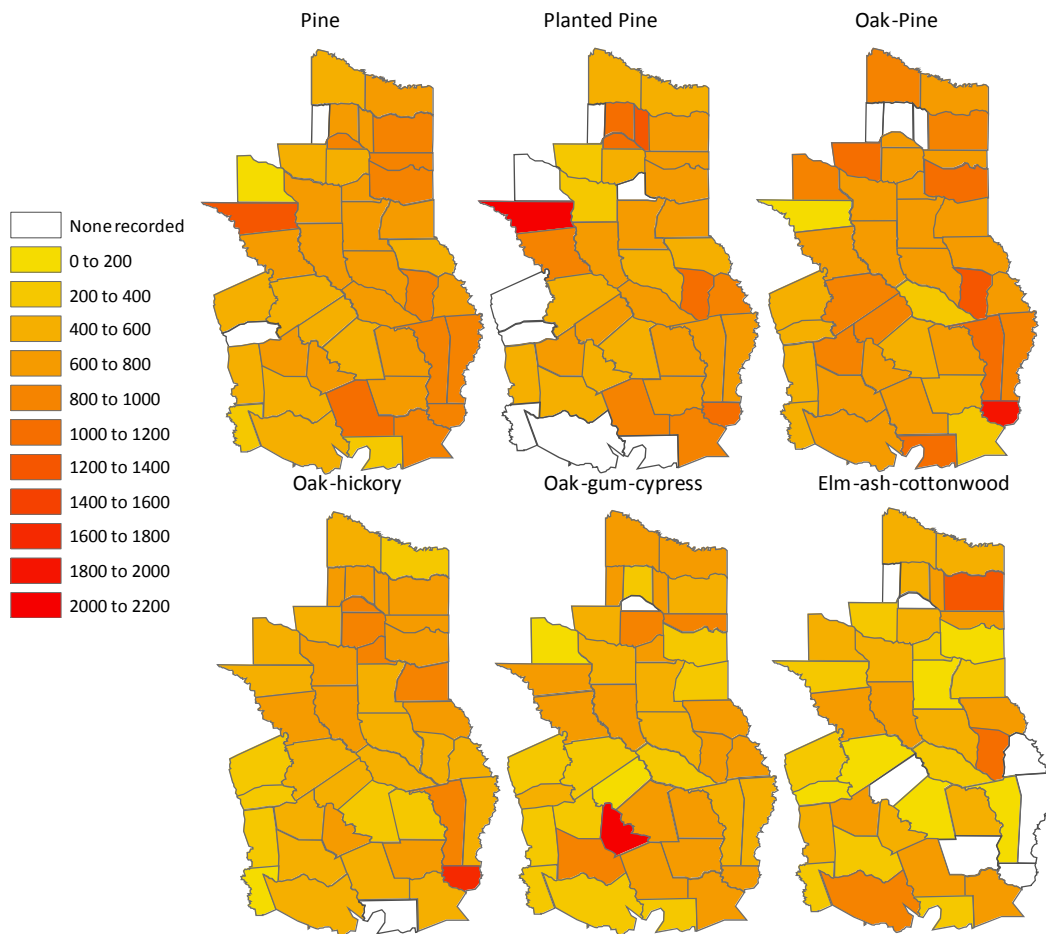 Pine
Planted Pine
Oak-Pine
None recorded
0 to 200
200 to 400
400 to 600
600 to 800
800 to 1000
1000 to 1200
1200 to 1400
1400 to 1600
1600 to 1800
1800 to 2000
2000 to 2200
Oak-hickory
Oak-gum-cypress
Elm-ash-cottonwood